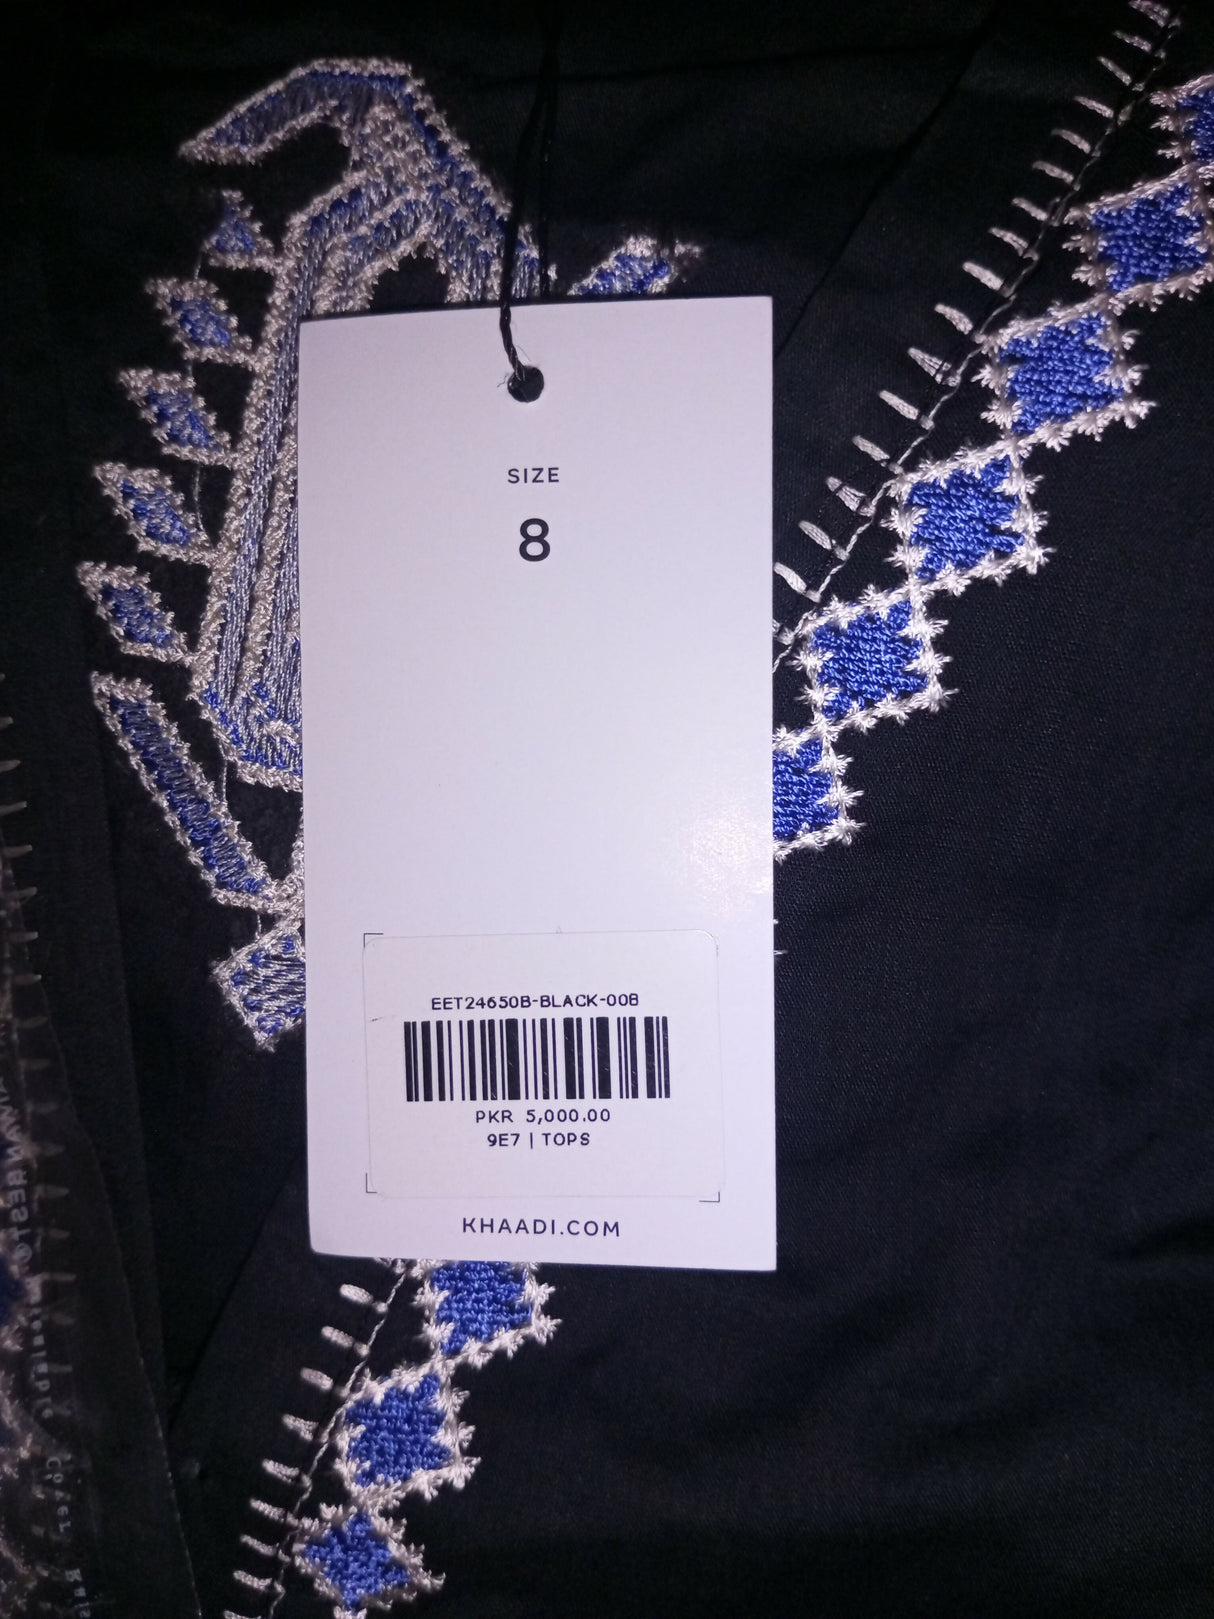 SIZE
8
EET24650B-BLACK-008
PKR 5,000.00
9E7 | TOPS
KHAADI.COM